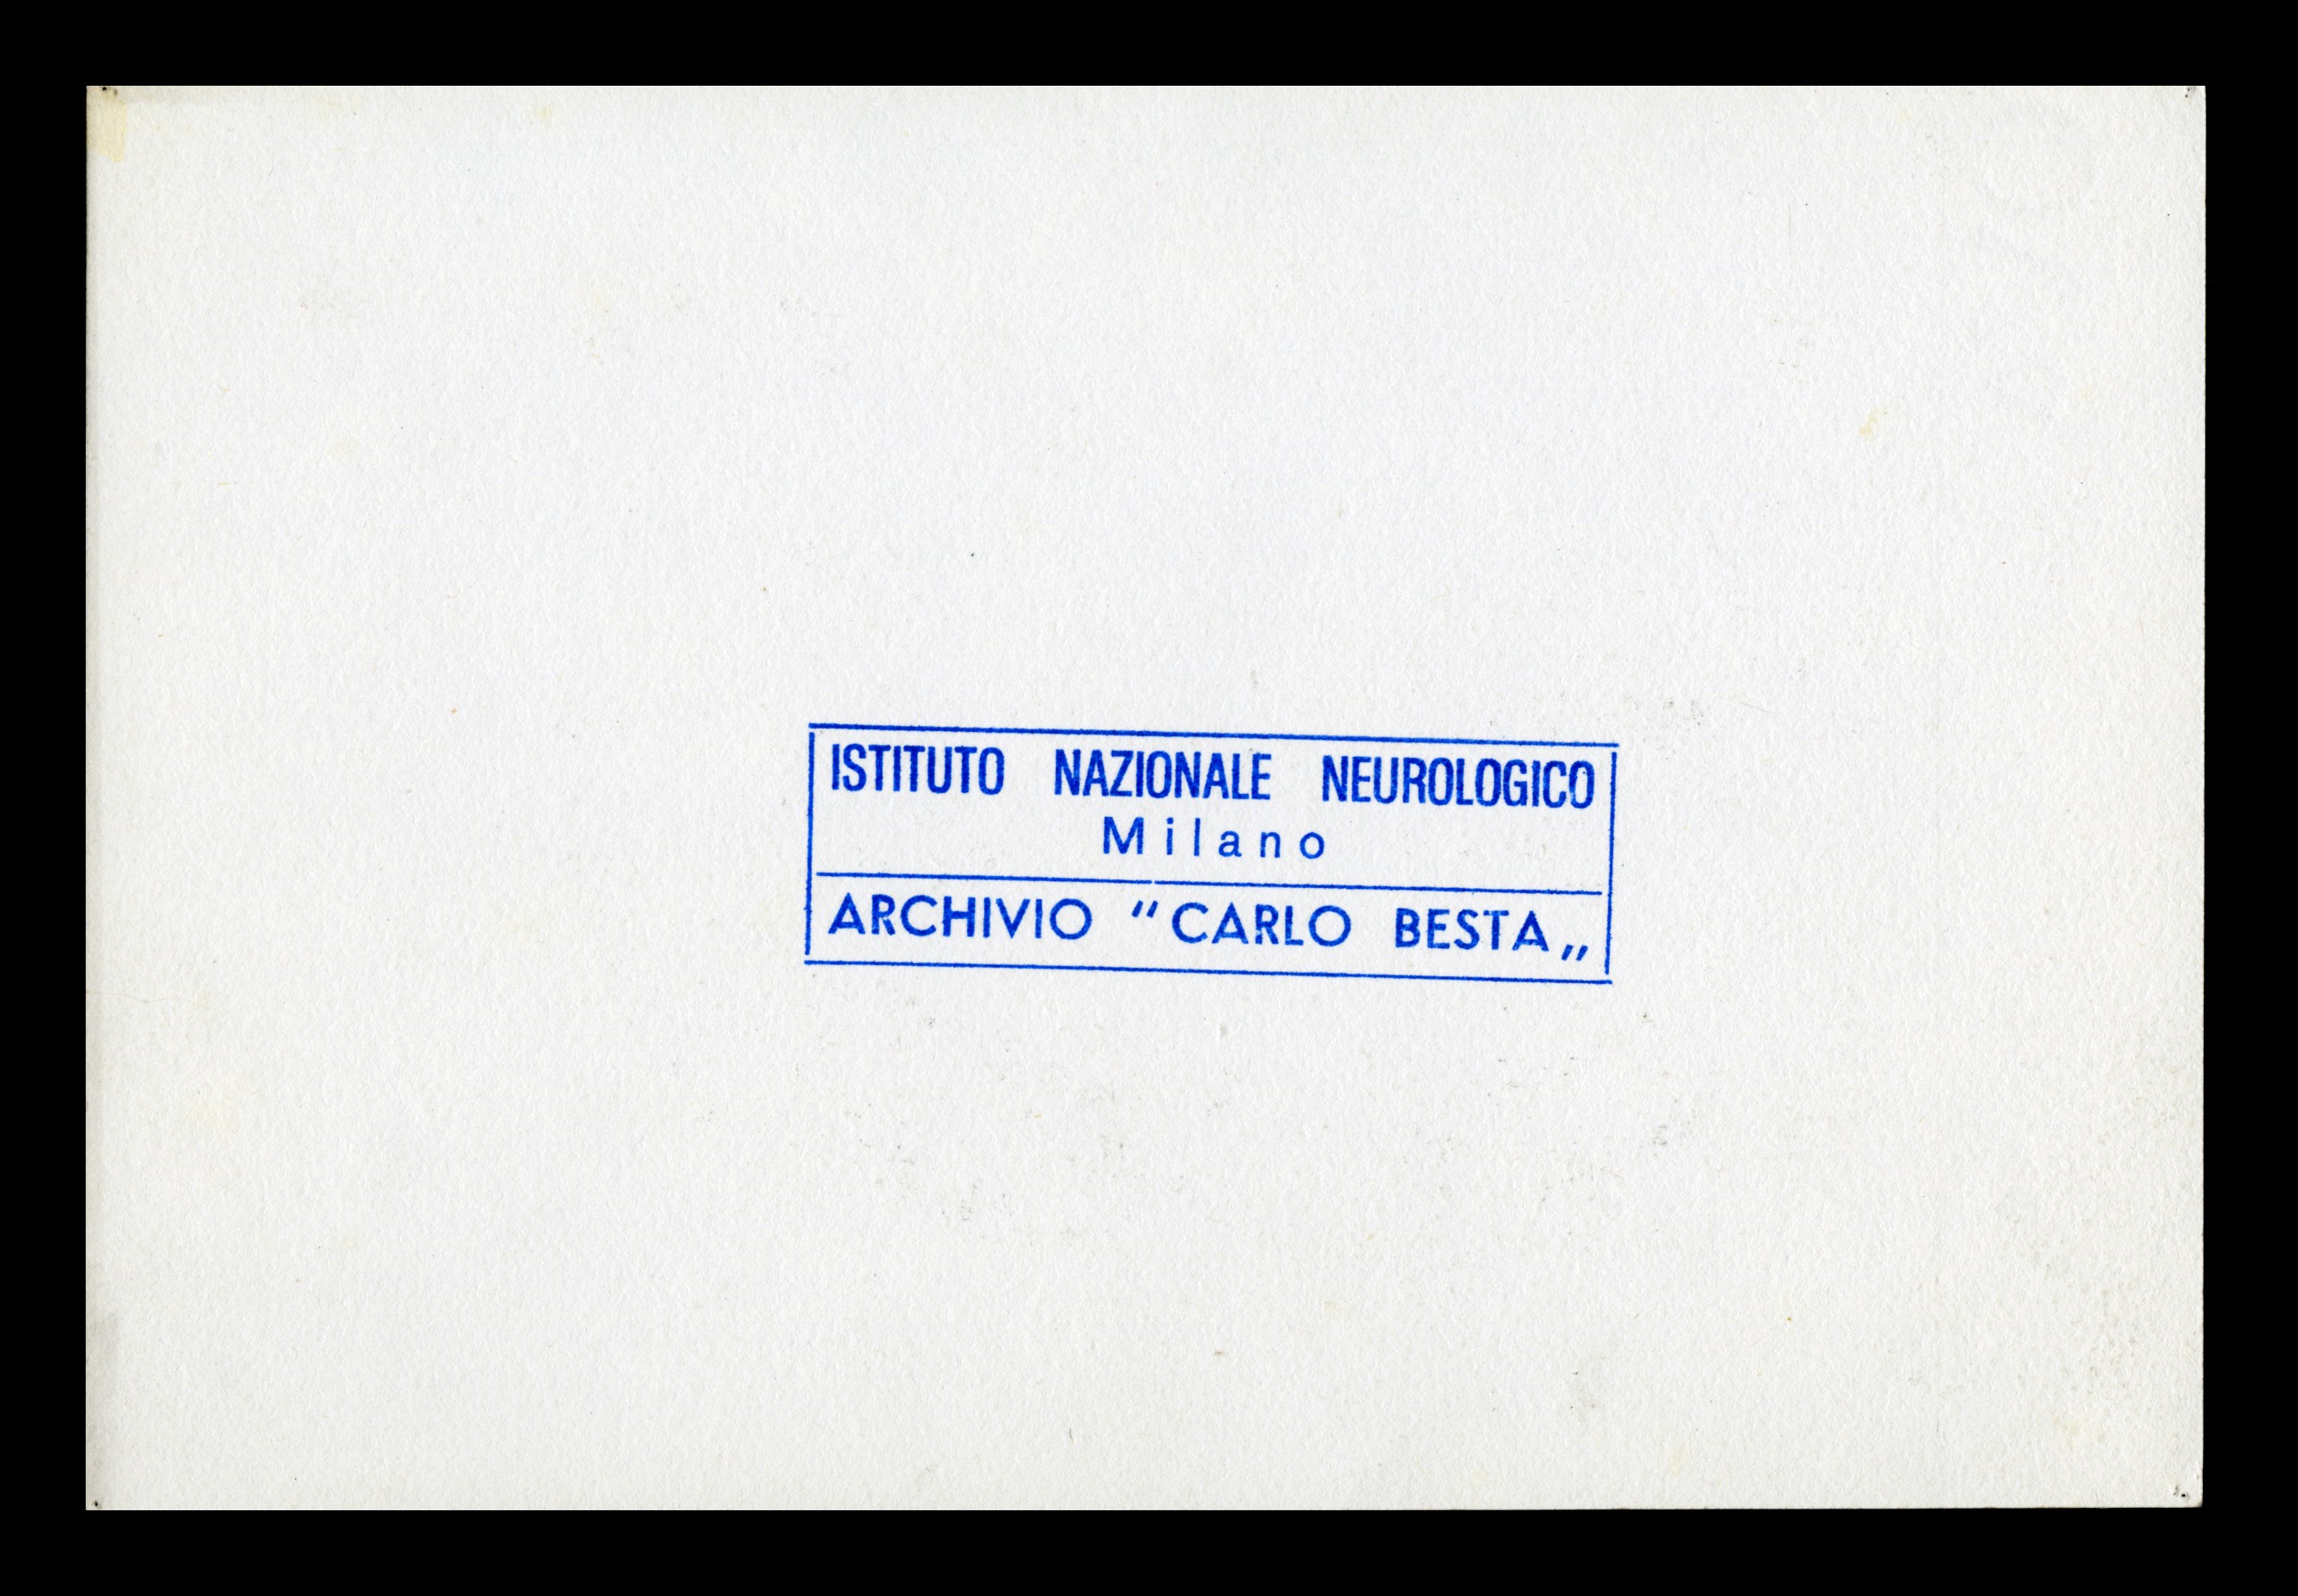 ISTITUTO NAZIONALE NEUROLOGICO
Milano
ARCHIVIO “CARLO BESTA„